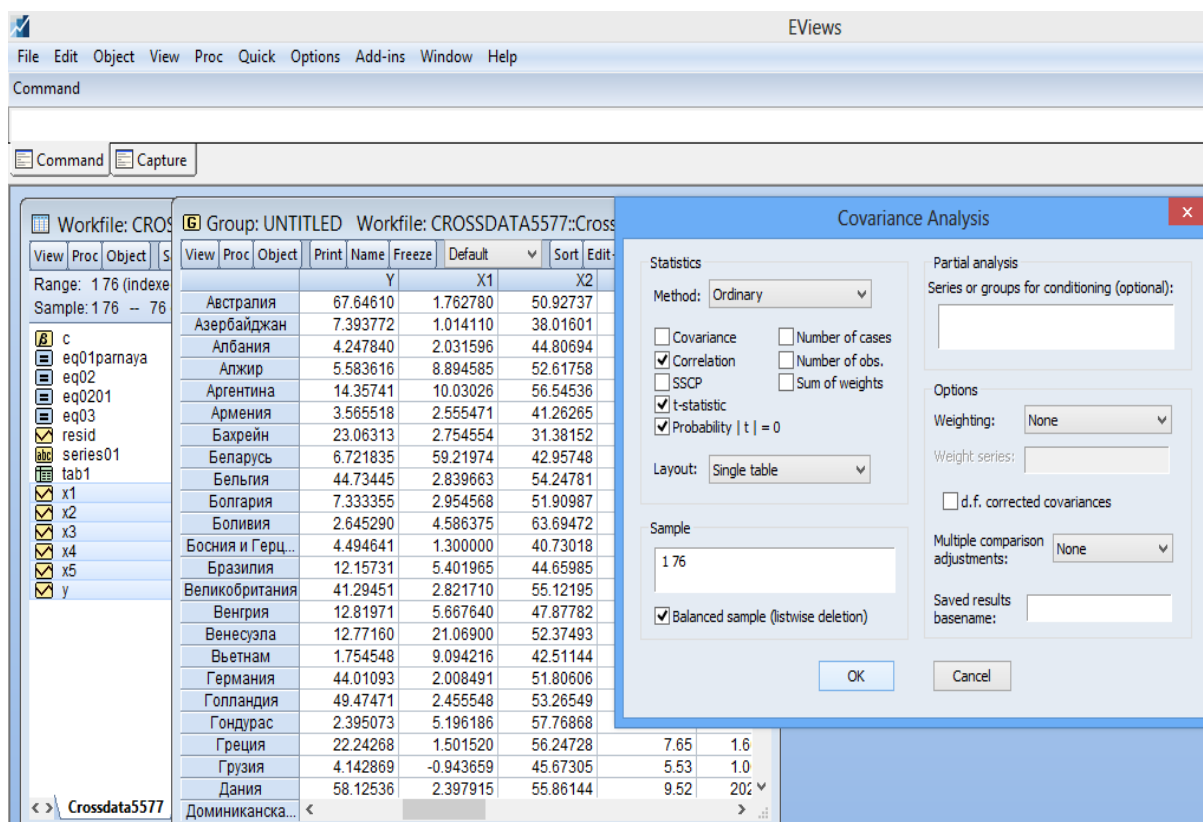 EViews
File Edit Object View Proc Quick Options Add-ins Window Help
Command
Command Capture
Workfile: CROS
View Proc Object
Range: 1 76 (indexe
Sample: 1 76 -- 76
c
eq01parnaya
eq02
eq0201
eq03
resid
abc series01
tab1
x1
x2
x3
x4
x5
y
Crossdata5577
Group: UNTITLED Workfile: CROSSDATA5577::Cross
View Proc Object Print Name Freeze Default Sort Edit
Y X1 X2
Австралия 67.64610 1.762780 50.92737
Азербайджан 7.393772 1.014110 38.01601
Албания 4.247840 2.031596 44.80694
Алжир 5.583616 8.894585 52.61758
Аргентина 14.35741 10.03026 56.54536
Армения 3.565518 2.555471 41.26265
Бахрейн 23.06313 2.754554 31.38152
Беларусь 6.721835 59.21974 42.95748
Бельгия 44.73445 2.839663 54.24781
Болгария 7.333355 2.954568 51.90987
Боливия 2.645290 4.586375 63.69472
Босния и Герц... 4.494641 1.300000 40.73018
Бразилия 12.15731 5.401965 44.65985
Великобритания 41.29451 2.821710 55.12195
Венгрия 12.81971 5.667640 47.87782
Венесуэла 12.77160 21.06900 52.37493
Вьетнам 1.754548 9.094216 42.51144
Германия 44.01093 2.008491 51.80606
Голландия 49.47471 2.455548 53.26549
Гондурас 2.395073 5.196186 57.76868
Греция 22.24268 1.501520 56.24728 7.65 1.6
Грузия 4.142869 -0.943659 45.67305 5.53 1.0
Дания 58.12536 2.397915 55.86144 9.52 202
Доминиканска...
Covariance Analysis
Statistics
Method: Ordinary
Covariance Number of cases
Correlation Number of obs.
SSCP Sum of weights
t-statistic
Probability | t | = 0
Layout: Single table
Sample
1 76
Balanced sample (listwise deletion)
Partial analysis
Series or groups for conditioning (optional):
Options
Weighting: None
Weight series:
d.f. corrected covariances
Multiple comparison
adjustments: None
Saved results
basename:
OK Cancel